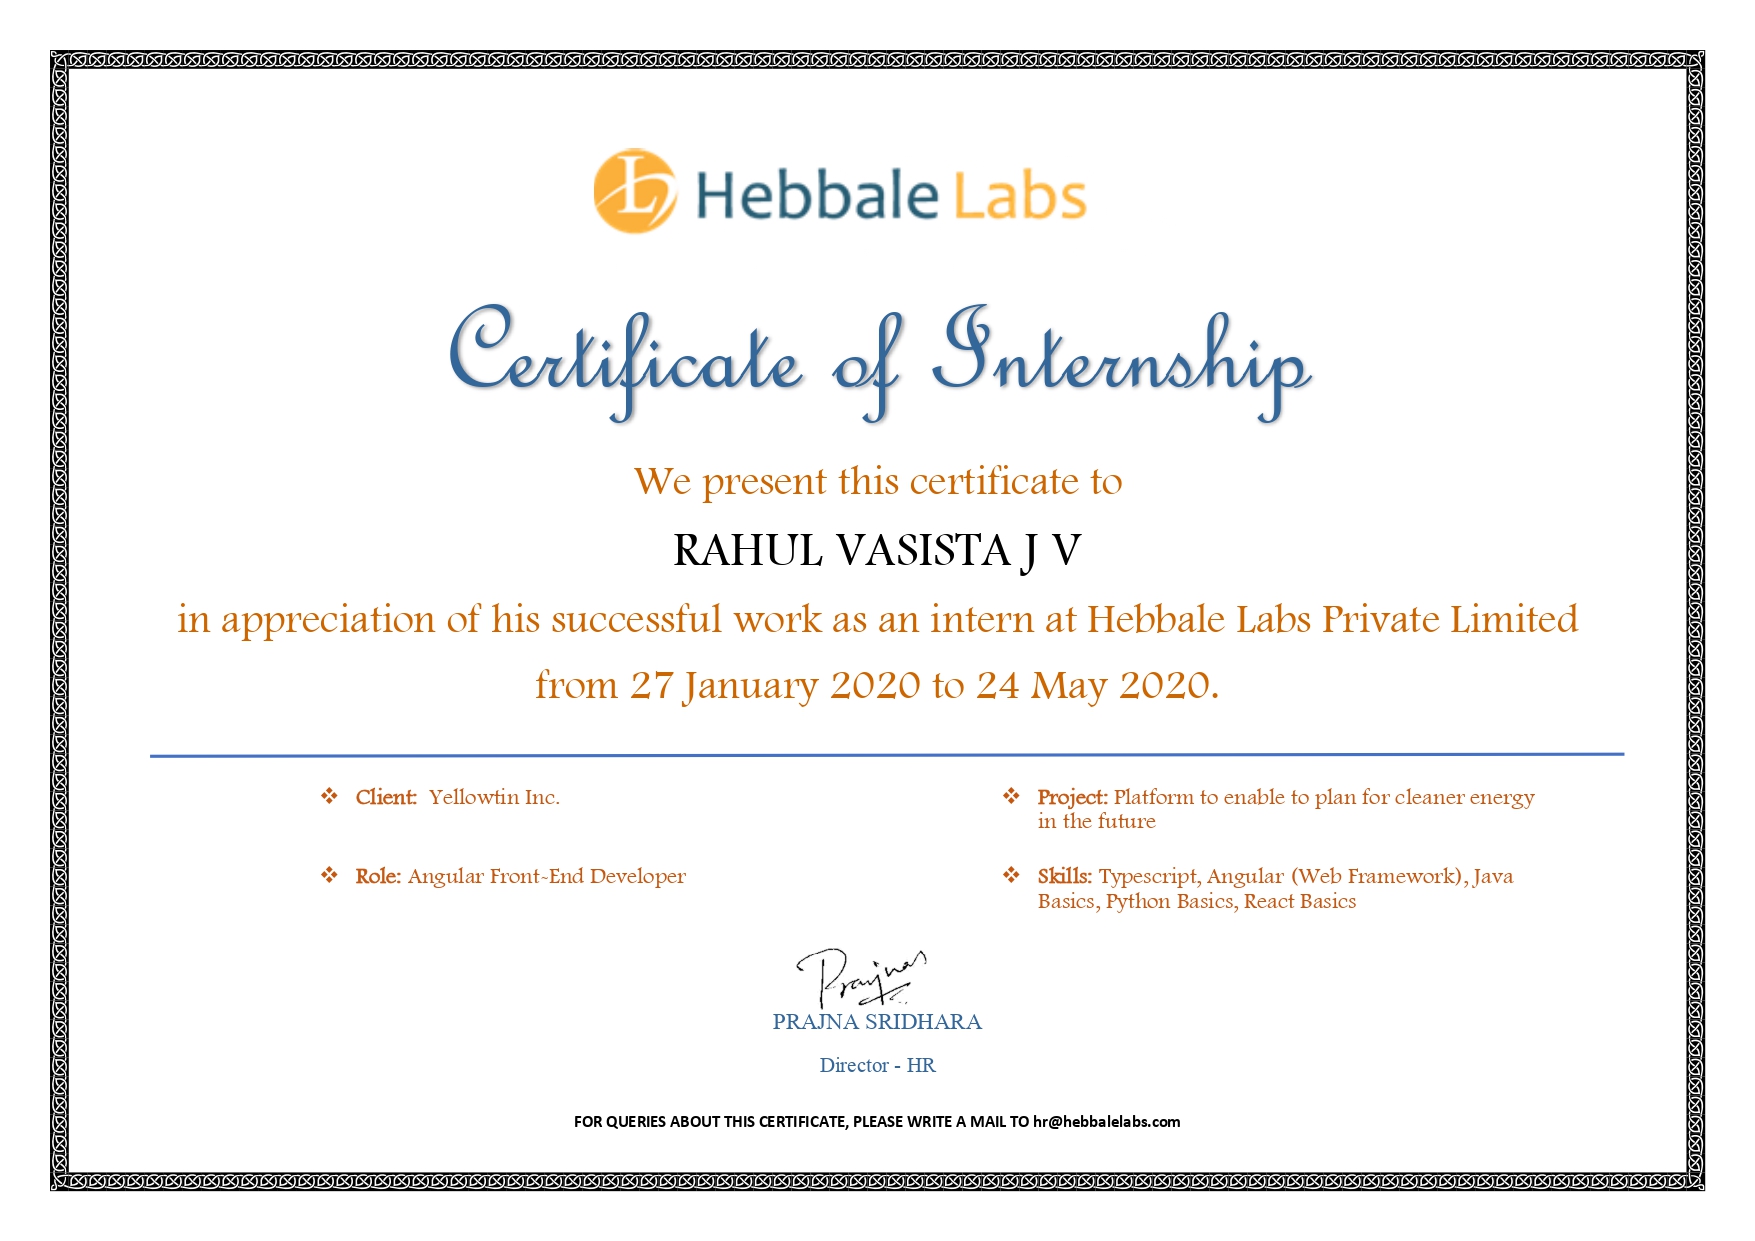 Hebbale Labs
Certificate of Internship
We present this certificate to
RAHUL VASISTA J V
in appreciation of his successful work as an intern at Hebbale Labs Private Limited
from 27 January 2020 to 24 May 2020.
❖ Client: Yellowtin Inc.
❖ Project: Platform to enable to plan for cleaner energy
in the future
❖ Role: Angular Front-End Developer
❖ Skills: Typescript, Angular (Web Framework), Java
Basics, Python Basics, React Basics
Prajnas
PRAJNA SRIDHARA
Director - HR
FOR QUERIES ABOUT THIS CERTIFICATE, PLEASE WRITE A MAIL TO hr@hebbalelabs.com